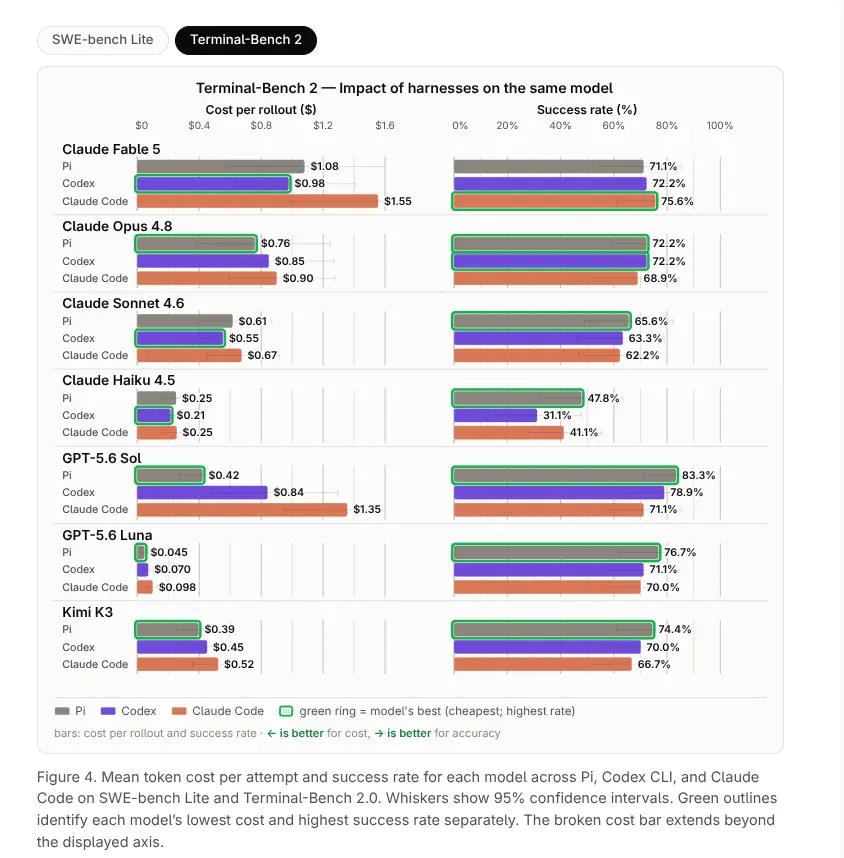 SWE-bench Lite
Terminal-Bench 2
Terminal-Bench 2 — Impact of harnesses on the same model
Cost per rollout ($)
Success rate (%)
$0 $0.4 $0.8 $1.2 $1.6
0% 20% 40% 60% 80% 100%
Claude Fable 5
Pi $1.08 71.1%
Codex $0.98 72.2%
Claude Code $1.55 75.6%
Claude Opus 4.8
Pi $0.76 72.2%
Codex $0.85 72.2%
Claude Code $0.90 68.9%
Claude Sonnet 4.6
Pi $0.61 65.6%
Codex $0.55 63.3%
Claude Code $0.67 62.2%
Claude Haiku 4.5
Pi $0.25 47.8%
Codex $0.21 31.1%
Claude Code $0.25 41.1%
GPT-5.6 Sol
Pi $0.42 83.3%
Codex $0.84 78.9%
Claude Code $1.35 71.1%
GPT-5.6 Luna
Pi $0.045 76.7%
Codex $0.070 71.1%
Claude Code $0.098 70.0%
Kimi K3
Pi $0.39 74.4%
Codex $0.45 70.0%
Claude Code $0.52 66.7%
Pi Codex Claude Code green ring = model's best (cheapest; highest rate)
bars: cost per rollout and success rate · ← is better for cost, → is better for accuracy
Figure 4. Mean token cost per attempt and success rate for each model across Pi, Codex CLI, and Claude
Code on SWE-bench Lite and Terminal-Bench 2.0. Whiskers show 95% confidence intervals. Green outlines
identify each model’s lowest cost and highest success rate separately. The broken cost bar extends beyond
the displayed axis.